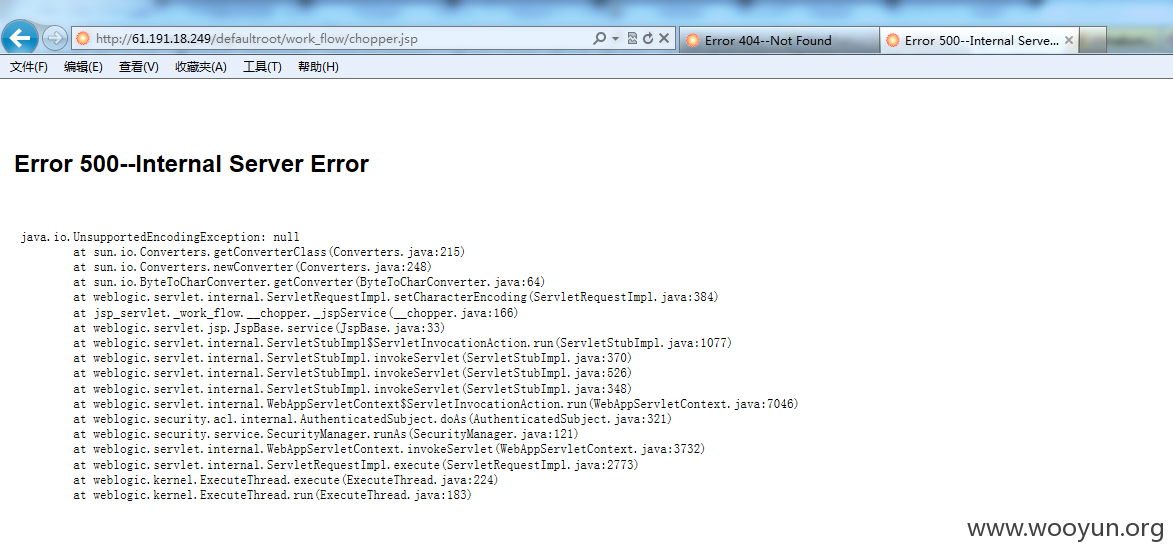 http://61.191.18.249/defaultroot/work_flow/chopper.jsp
Error 404--Not Found
Error 500--Internal Serve...
文件(F) 编辑(E) 查看(V) 收藏夹(A) 工具(T) 帮助(H)
Error 500--Internal Server Error
java.io.UnsupportedEncodingException: null
at sun.io.Converters.getConverterClass(Converters.java:215)
at sun.io.Converters.newConverter(Converters.java:248)
at sun.io.ByteToCharConverter.getConverter(ByteToCharConverter.java:64)
at weblogic.servlet.internal.ServletRequestImpl.setCharacterEncoding(ServletRequestImpl.java:384)
at jsp_servlet._work_flow.__chopper._jspService(__chopper.java:166)
at weblogic.servlet.jsp.JspBase.service(JspBase.java:33)
at weblogic.servlet.internal.ServletStubImpl$ServletInvocationAction.run(ServletStubImpl.java:1077)
at weblogic.servlet.internal.ServletStubImpl.invokeServlet(ServletStubImpl.java:370)
at weblogic.servlet.internal.ServletStubImpl.invokeServlet(ServletStubImpl.java:526)
at weblogic.servlet.internal.ServletStubImpl.invokeServlet(ServletStubImpl.java:348)
at weblogic.servlet.internal.WebAppServletContext$ServletInvocationAction.run(WebAppServletContext.java:7046)
at weblogic.security.acl.internal.AuthenticatedSubject.doAs(AuthenticatedSubject.java:321)
at weblogic.security.service.SecurityManager.runAs(SecurityManager.java:121)
at weblogic.servlet.internal.WebAppServletContext.invokeServlet(WebAppServletContext.java:3732)
at weblogic.servlet.internal.ServletRequestImpl.execute(ServletRequestImpl.java:2773)
at weblogic.kernel.ExecuteThread.execute(ExecuteThread.java:224)
at weblogic.kernel.ExecuteThread.run(ExecuteThread.java:183)
www.wooyun.org